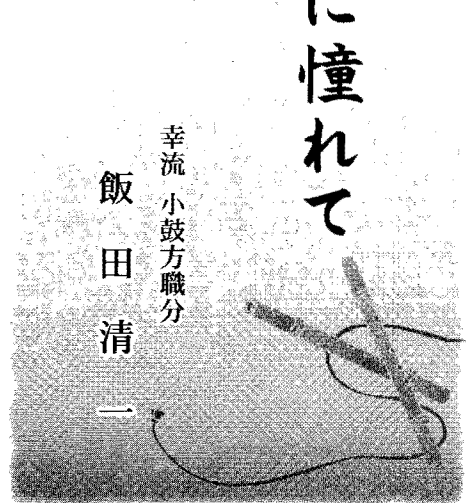 に憧れて
幸流 小鼓方職分
飯田清一